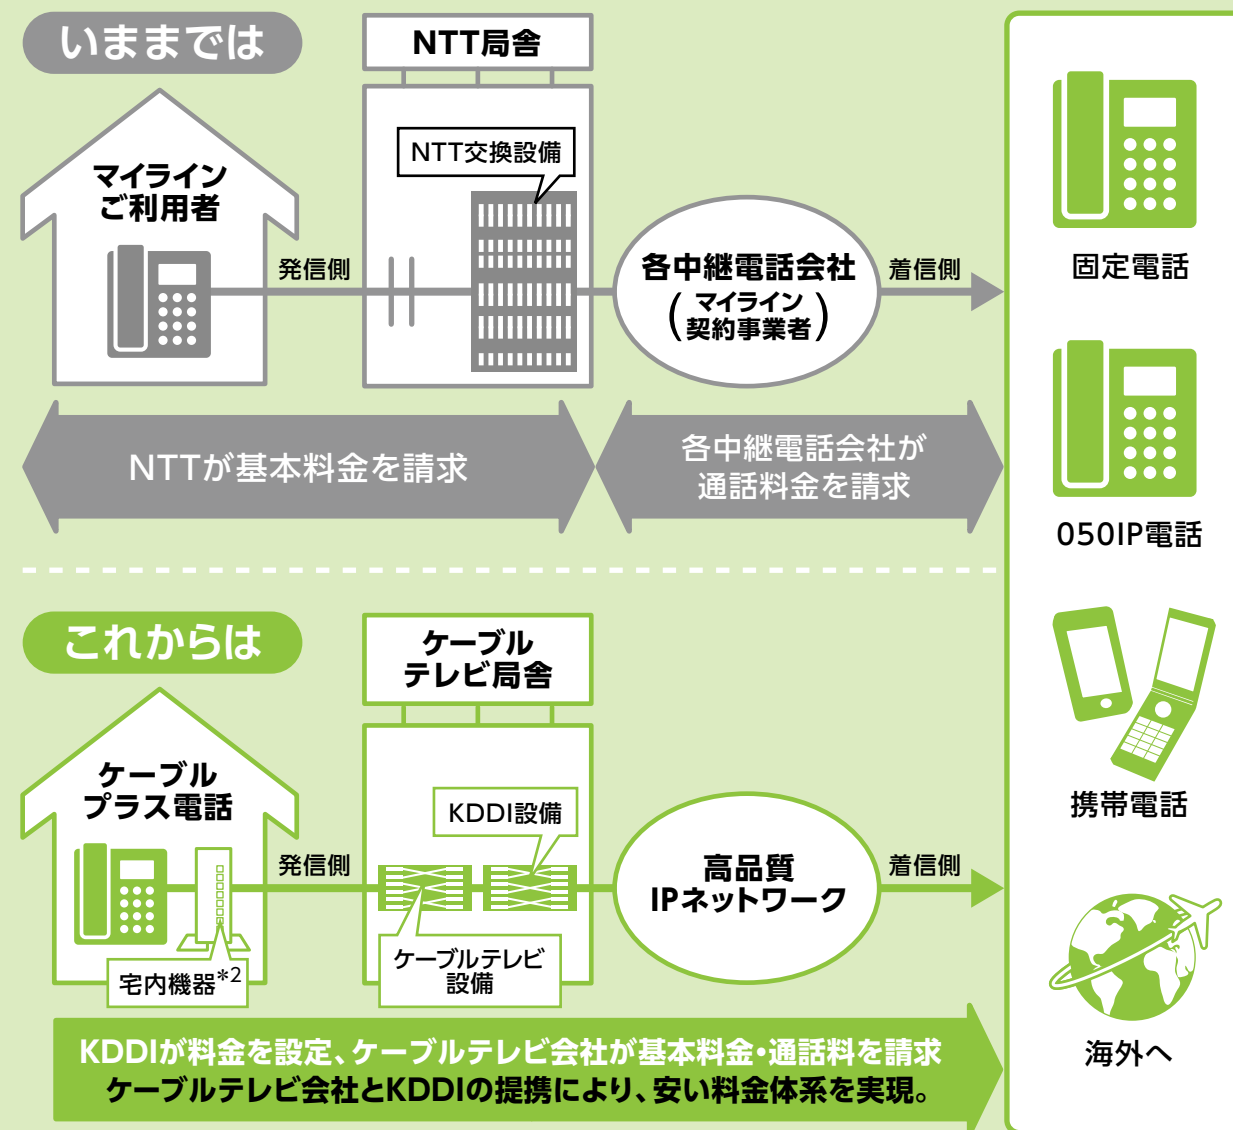 いままでは
NTT局舎
NTT交換設備
マイライン
ご利用者
発信側
各中継電話会社
(マイライン
契約事業者)
着信側
NTTが基本料金を請求
各中継電話会社が
通話料金を請求
これからは
ケーブル
テレビ局舎
ケーブル
プラス電話
KDDI設備
発信側
高品質
IPネットワーク
着信側
宅内機器*2
ケーブルテレビ
設備
KDDIが料金を設定、ケーブルテレビ会社が基本料金・通話料を請求
ケーブルテレビ会社とKDDIの提携により、安い料金体系を実現。
固定電話
050IP電話
携帯電話
海外へ